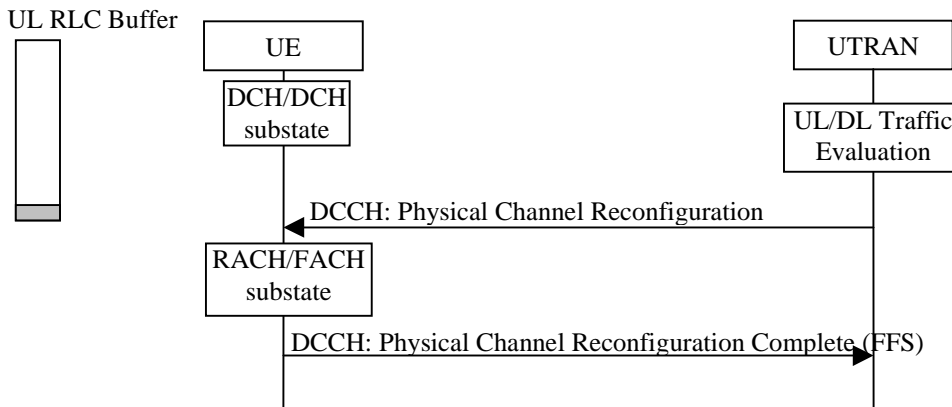 UL RLC Buffer
UE
UTRAN
DCH/DCH
substate
UL/DL Traffic
Evaluation
DCCH: Physical Channel Reconfiguration
RACH/FACH
substate
DCCH: Physical Channel Reconfiguration Complete (FFS)